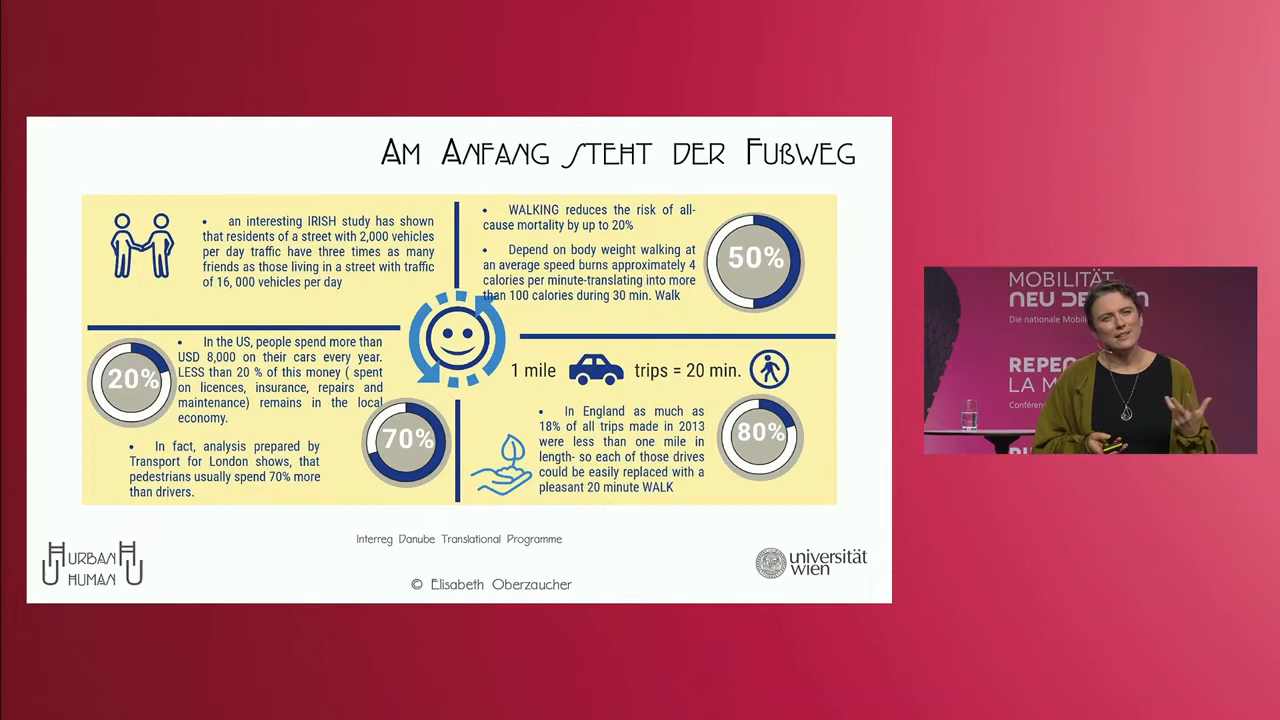 AM ANFANG STEHT DER FUßWEG
• an interesting IRISH study has shown
that residents of a street with 2,000 vehicles
per day traffic have three times as many
friends as those living in a street with traffic
of 16, 000 vehicles per day
• WALKING reduces the risk of all-
cause mortality by up to 20%
• Depend on body weight walking at
an average speed burns approximately 4
calories per minute-translating into more
than 100 calories during 30 min. Walk
50%
20%
• In the US, people spend more than
USD 8,000 on their cars every year.
LESS than 20 % of this money ( spent
on licences, insurance, repairs and
maintenance) remains in the local
economy.
• In fact, analysis prepared by
Transport for London shows, that
pedestrians usually spend 70% more
than drivers.
70%
1 mile
trips = 20 min.
• In England as much as
18% of all trips made in 2013
were less than one mile in
length- so each of those drives
could be easily replaced with a
pleasant 20 minute WALK
80%
Interreg Danube Translational Programme
URBAN
HUMAN
© Elisabeth Oberzaucher
universität
wien
MOBILITÄT
NEU
Die nationale
LA M